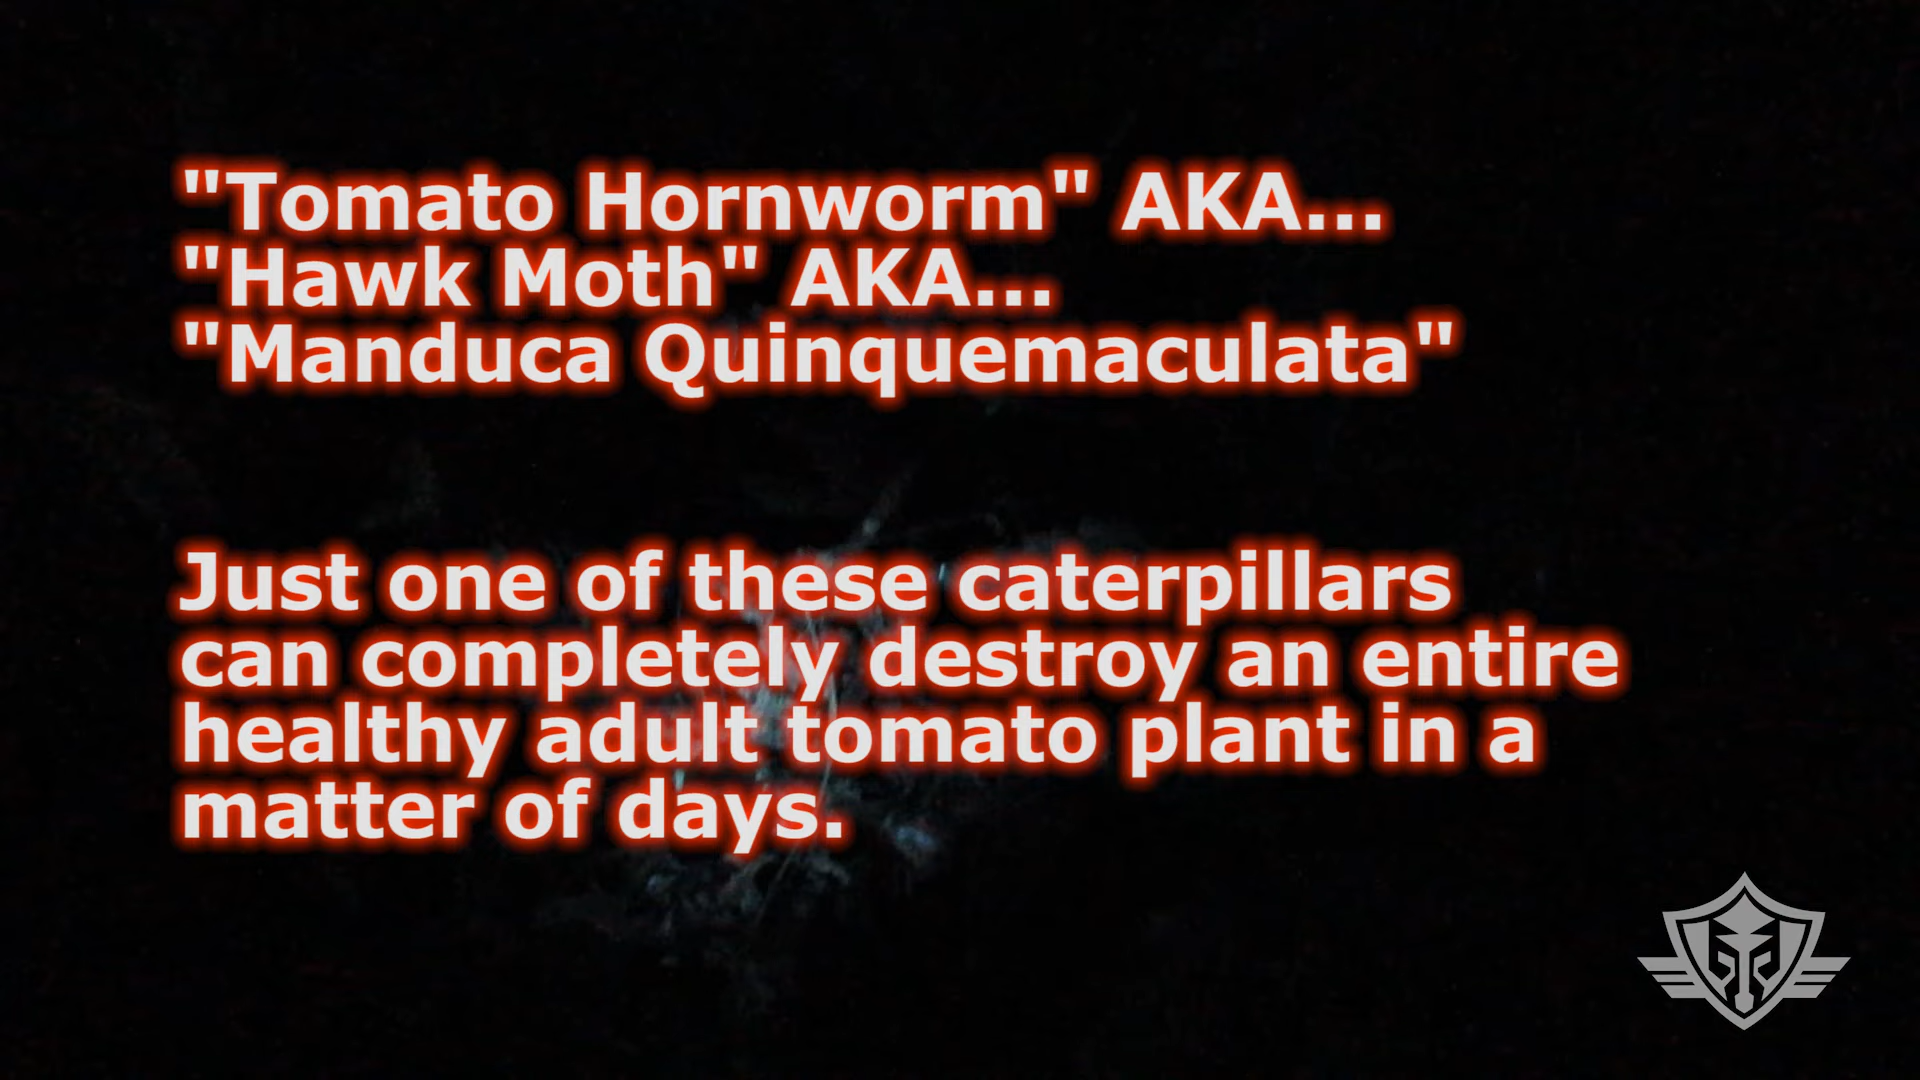 "Tomato Hornworm" AKA...
"Hawk Moth" AKA...
"Manduca Quinquemaculata"
Just one of these caterpillars
can completely destroy an entire
healthy adult tomato plant in a
matter of days.